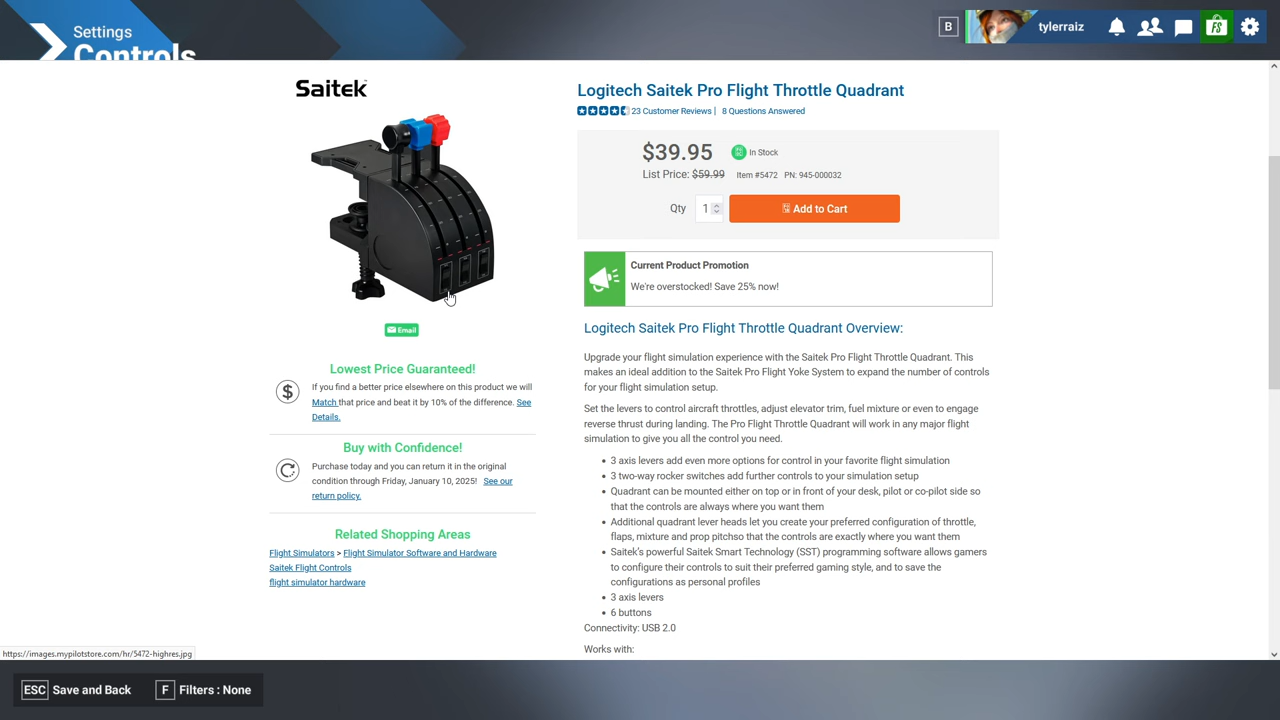 Settings
Controls
B
tylerraiz
FS
Saitek
Logitech Saitek Pro Flight Throttle Quadrant
23 Customer Reviews | 8 Questions Answered
$39.95
In Stock
List Price: $59.99 Item #5472 PN: 945-000032
Qty 1 Add to Cart
Current Product Promotion
We're overstocked! Save 25% now!
Email
Logitech Saitek Pro Flight Throttle Quadrant Overview:
Upgrade your flight simulation experience with the Saitek Pro Flight Throttle Quadrant. This
makes an ideal addition to the Saitek Pro Flight Yoke System to expand the number of controls
for your flight simulation setup.
Set the levers to control aircraft throttles, adjust elevator trim, fuel mixture or even to engage
reverse thrust during landing. The Pro Flight Throttle Quadrant will work in any major flight
simulation to give you all the control you need.
• 3 axis levers add even more options for control in your favorite flight simulation
• 3 two-way rocker switches add further controls to your simulation setup
• Quadrant can be mounted either on top or in front of your desk, pilot or co-pilot side so
that the controls are always where you want them
• Additional quadrant lever heads let you create your preferred configuration of throttle,
flaps, mixture and prop pitchso that the controls are exactly where you want them
• Saitek's powerful Saitek Smart Technology (SST) programming software allows gamers
to configure their controls to suit their preferred gaming style, and to save the
configurations as personal profiles
• 3 axis levers
• 6 buttons
Connectivity: USB 2.0
Works with:
Lowest Price Guaranteed!
$
If you find a better price elsewhere on this product we will
Match that price and beat it by 10% of the difference. See
Details.
Buy with Confidence!
Purchase today and you can return it in the original
condition through Friday, January 10, 2025! See our
return policy.
Related Shopping Areas
Flight Simulators > Flight Simulator Software and Hardware
Saitek Flight Controls
flight simulator hardware
https://images.mypilotstore.com/hr/5472-highres.jpg
ESC Save and Back F Filters : None